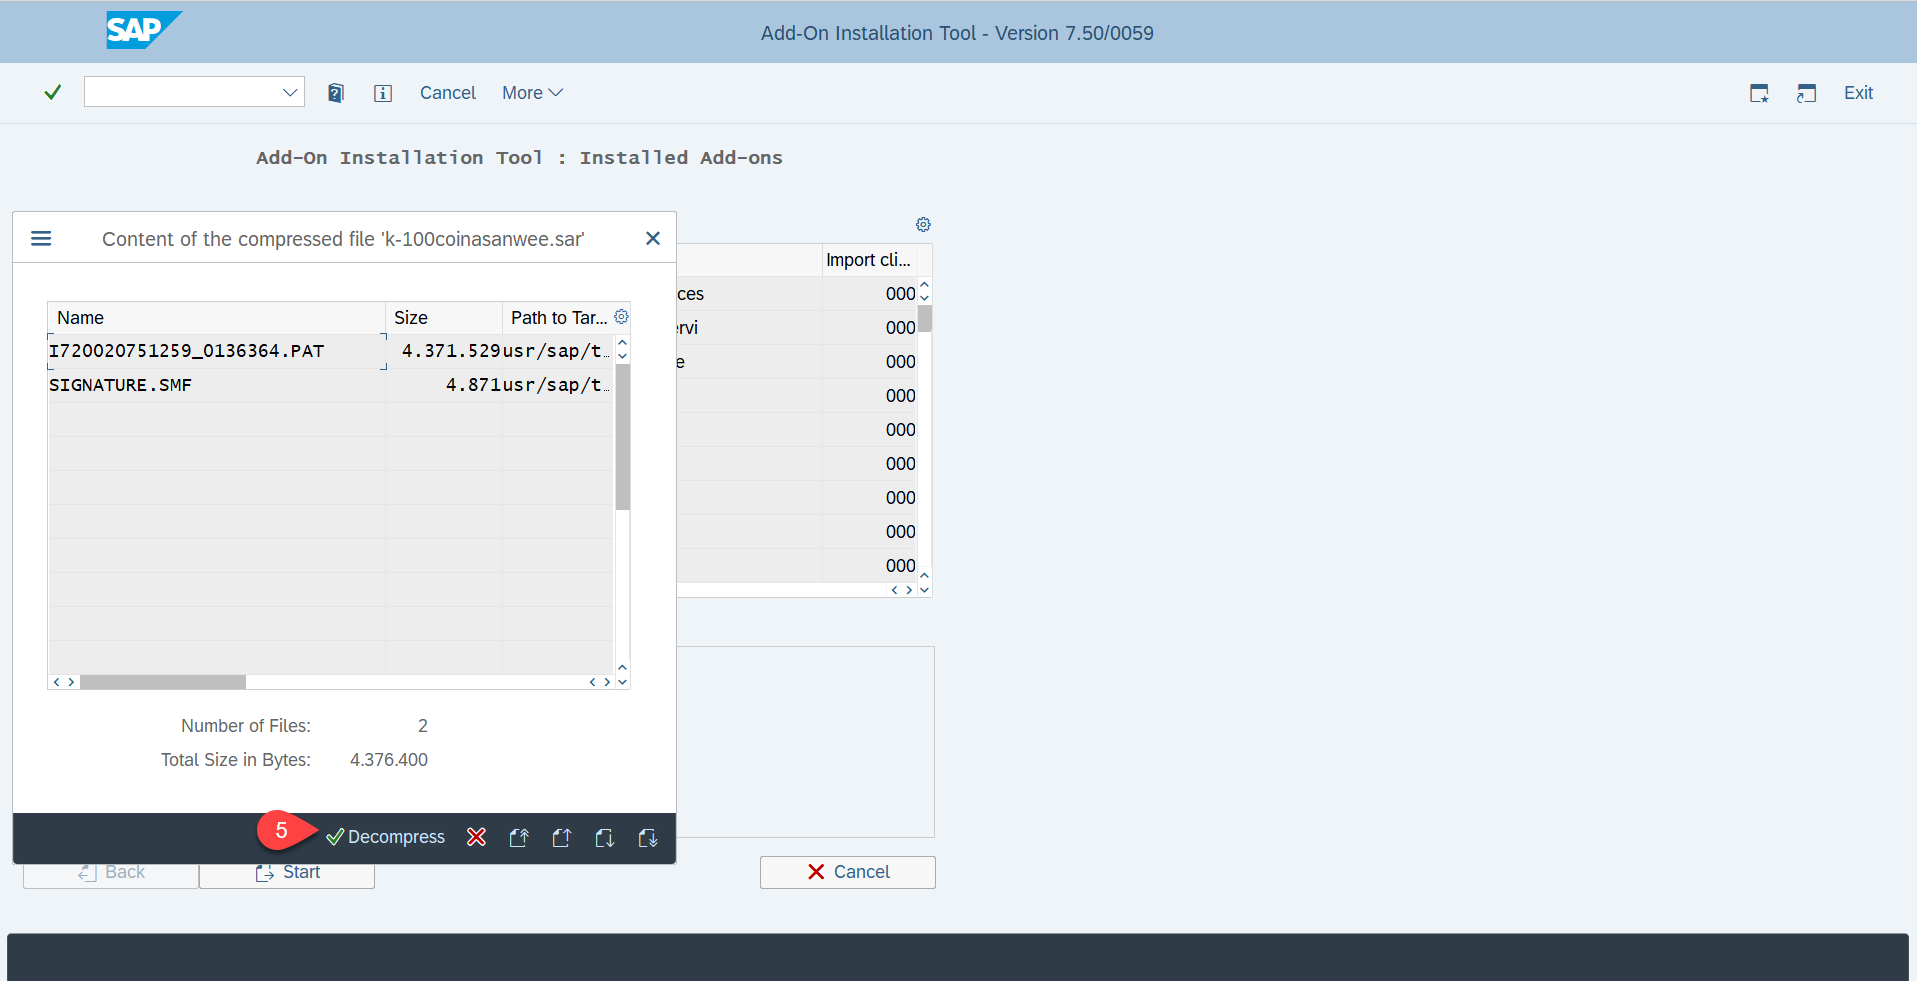 SAP
Add-On Installation Tool - Version 7.50/0059
Cancel More Exit
Add-On Installation Tool : Installed Add-ons
Content of the compressed file 'k-100coinasanwee.sar'
Import cli...
ces 000
ervi 000
e 000
000
000
000
000
000
000
Name Size Path to Tar...
I720020751259_0136364.PAT 4.371.529 usr/sap/t…
SIGNATURE.SMF 4.871 usr/sap/t…
Number of Files: 2
Total Size in Bytes: 4.376.400
5 Decompress
Back Start Cancel